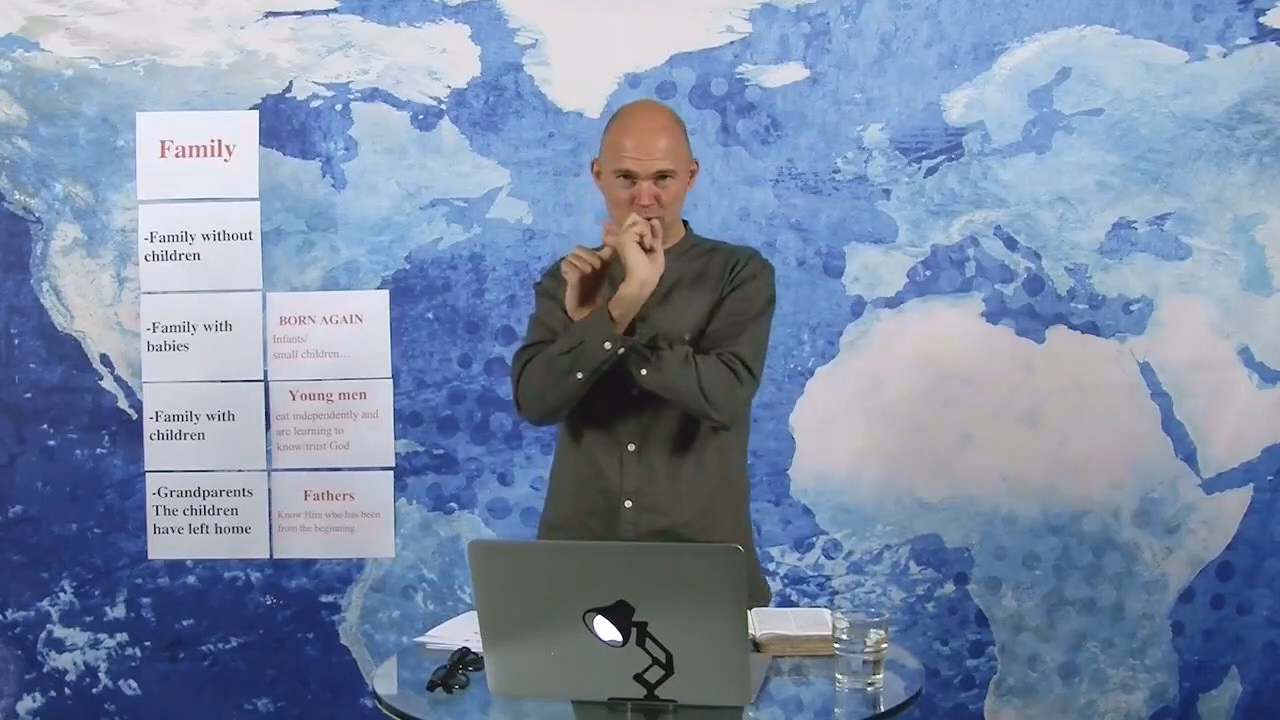 Family
-Family without
children
-Family with
babies
BORN AGAIN
Infants/
small children...
-Family with
children
Young men
eat independently and
are learning to
know/trust God
-Grandparents
The children
have left home
Fathers
Know Him who has been
from the beginning.